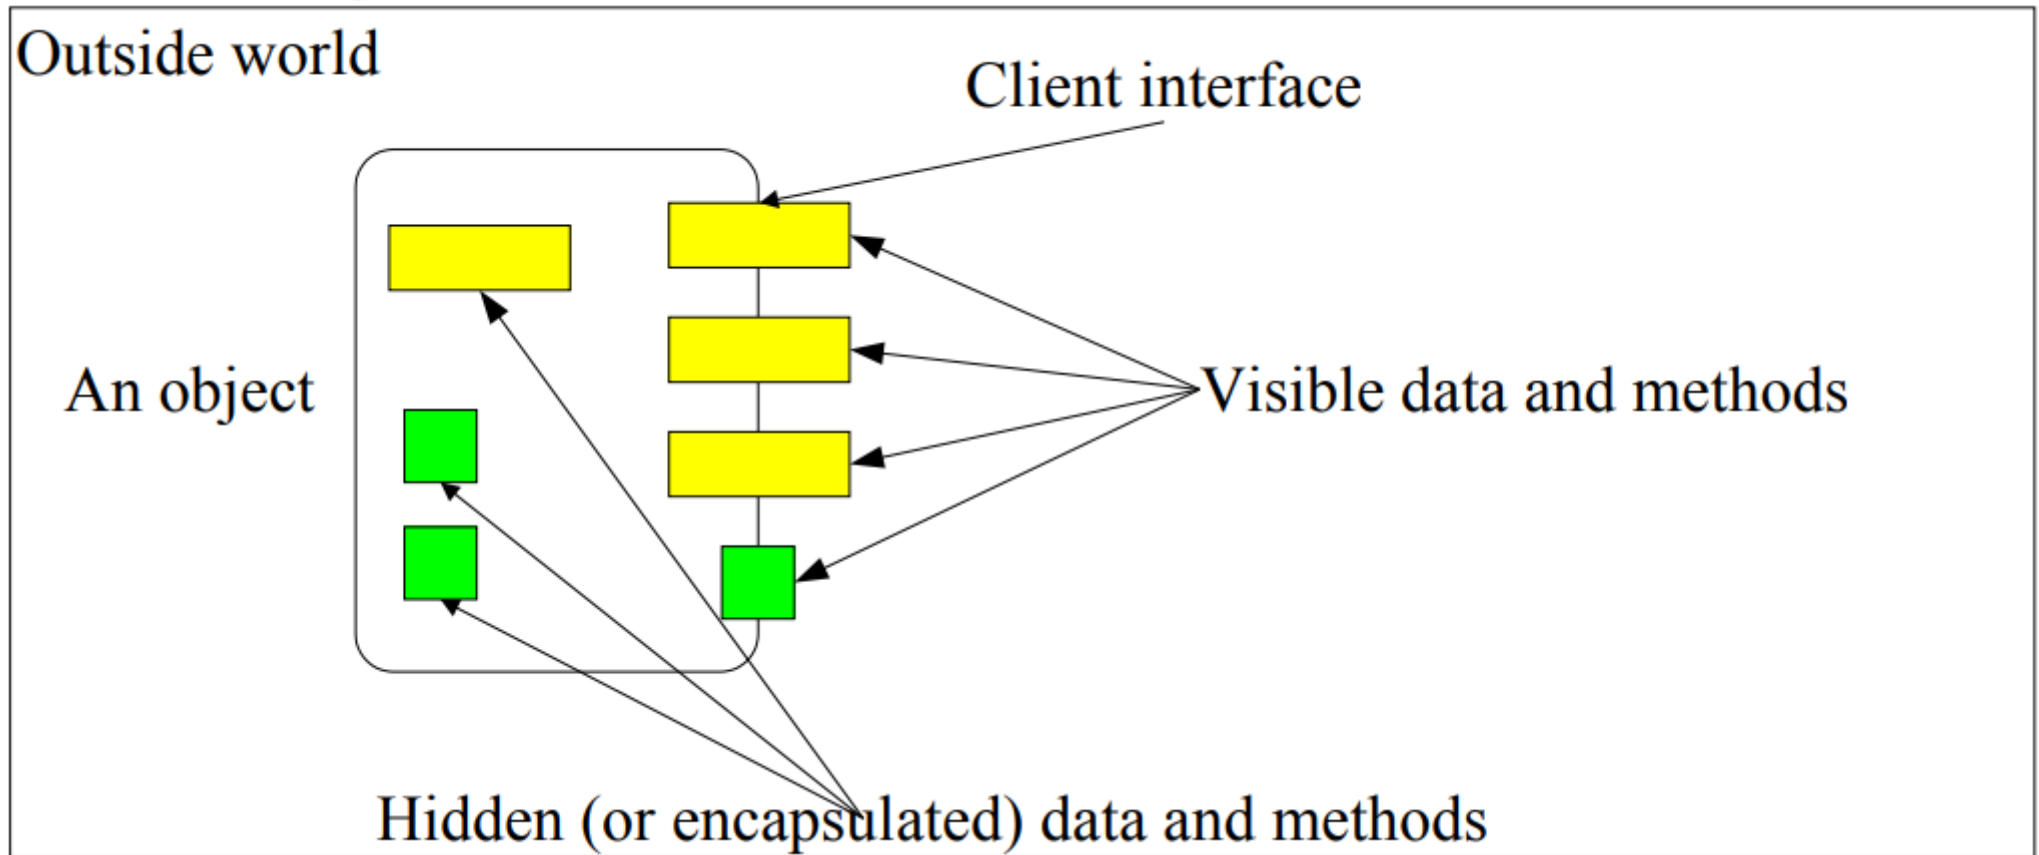 Outside world
Client interface
An object
Visible data and methods
Hidden (or encapsulated) data and methods